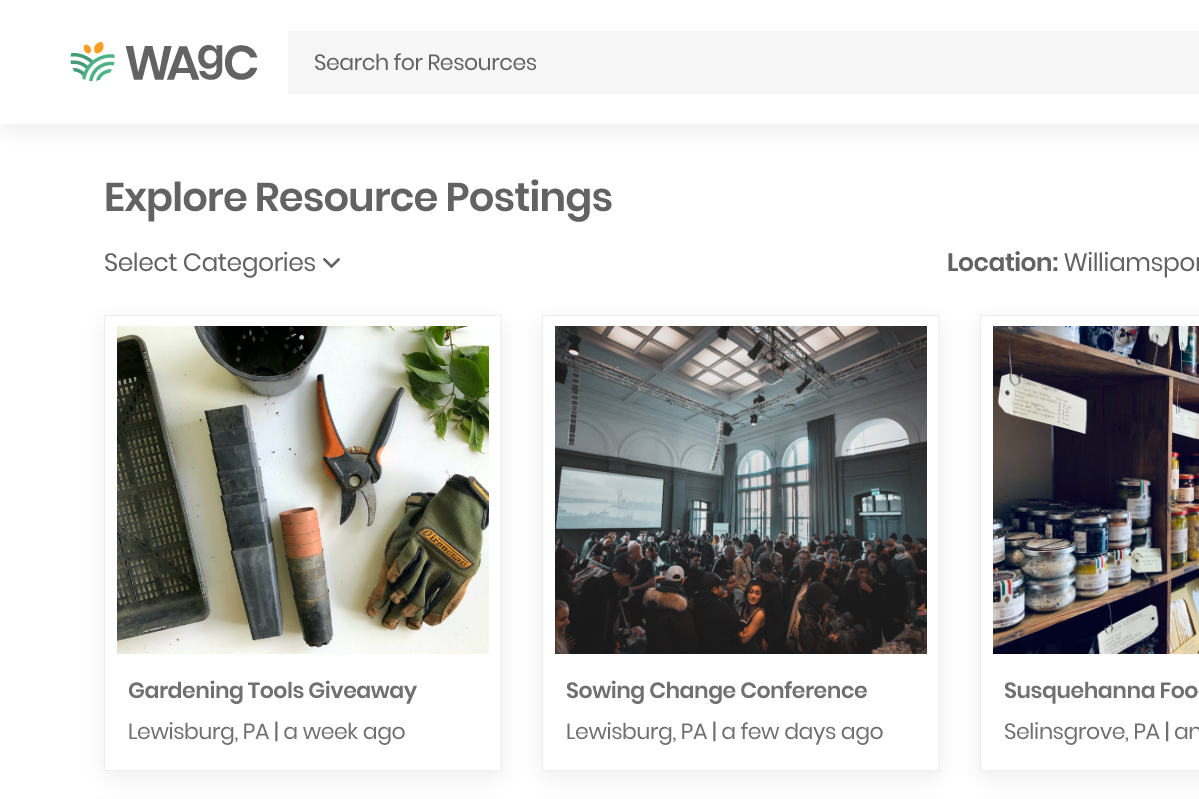 WAgC
Search for Resources
Explore Resource Postings
Select Categories
Location: Williamspor
Ironclad
Gardening Tools Giveaway
Lewisburg, PA | a week ago
Sowing Change Conference
Lewisburg, PA | a few days ago
Susquehanna Foo
Selinsgrove, PA | an